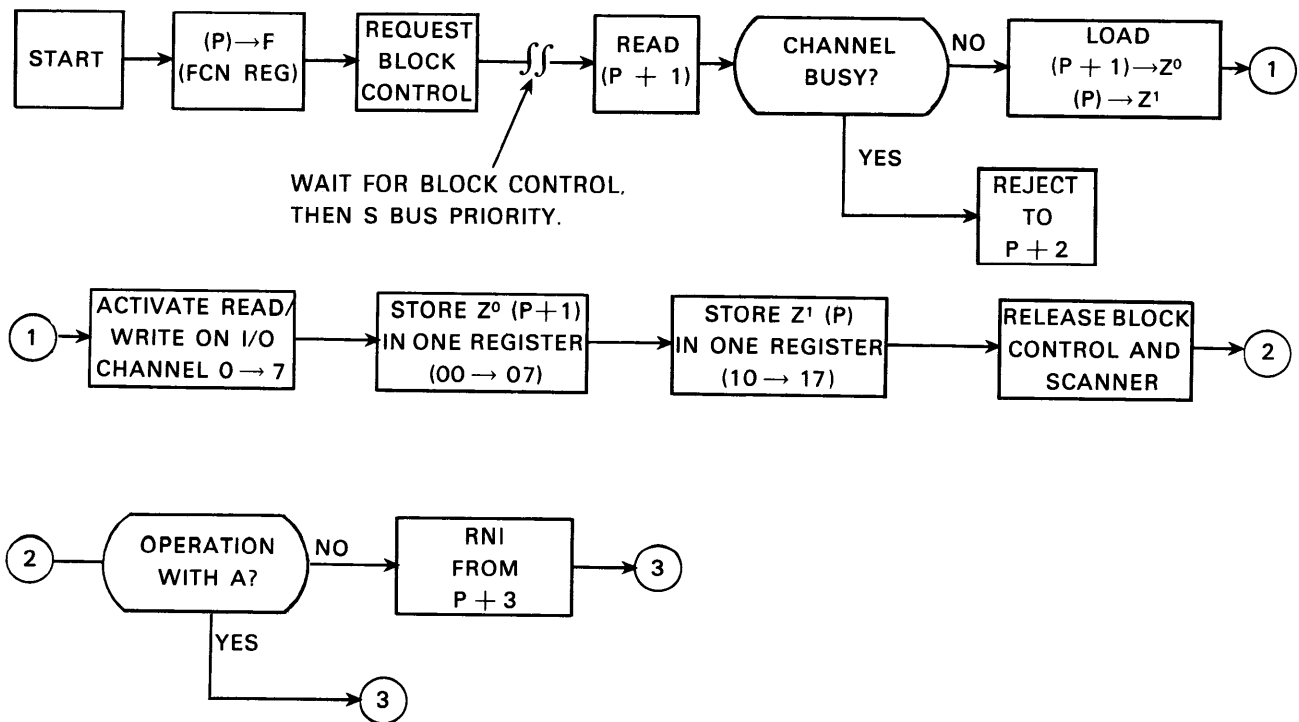 START
(P)→F
(FCN REG)
REQUEST
BLOCK
CONTROL
READ
(P + 1)
CHANNEL
BUSY?
NO
LOAD
(P + 1)→Z⁰
(P) → Z¹
1
YES
WAIT FOR BLOCK CONTROL,
THEN S BUS PRIORITY.
REJECT
TO
P + 2
1
ACTIVATE READ/
WRITE ON I/O
CHANNEL 0 → 7
STORE Z⁰ (P+1)
IN ONE REGISTER
(00 → 07)
STORE Z¹ (P)
IN ONE REGISTER
(10 → 17)
RELEASE BLOCK
CONTROL AND
SCANNER
2
2
OPERATION
WITH A?
NO
RNI
FROM
P + 3
3
YES
3